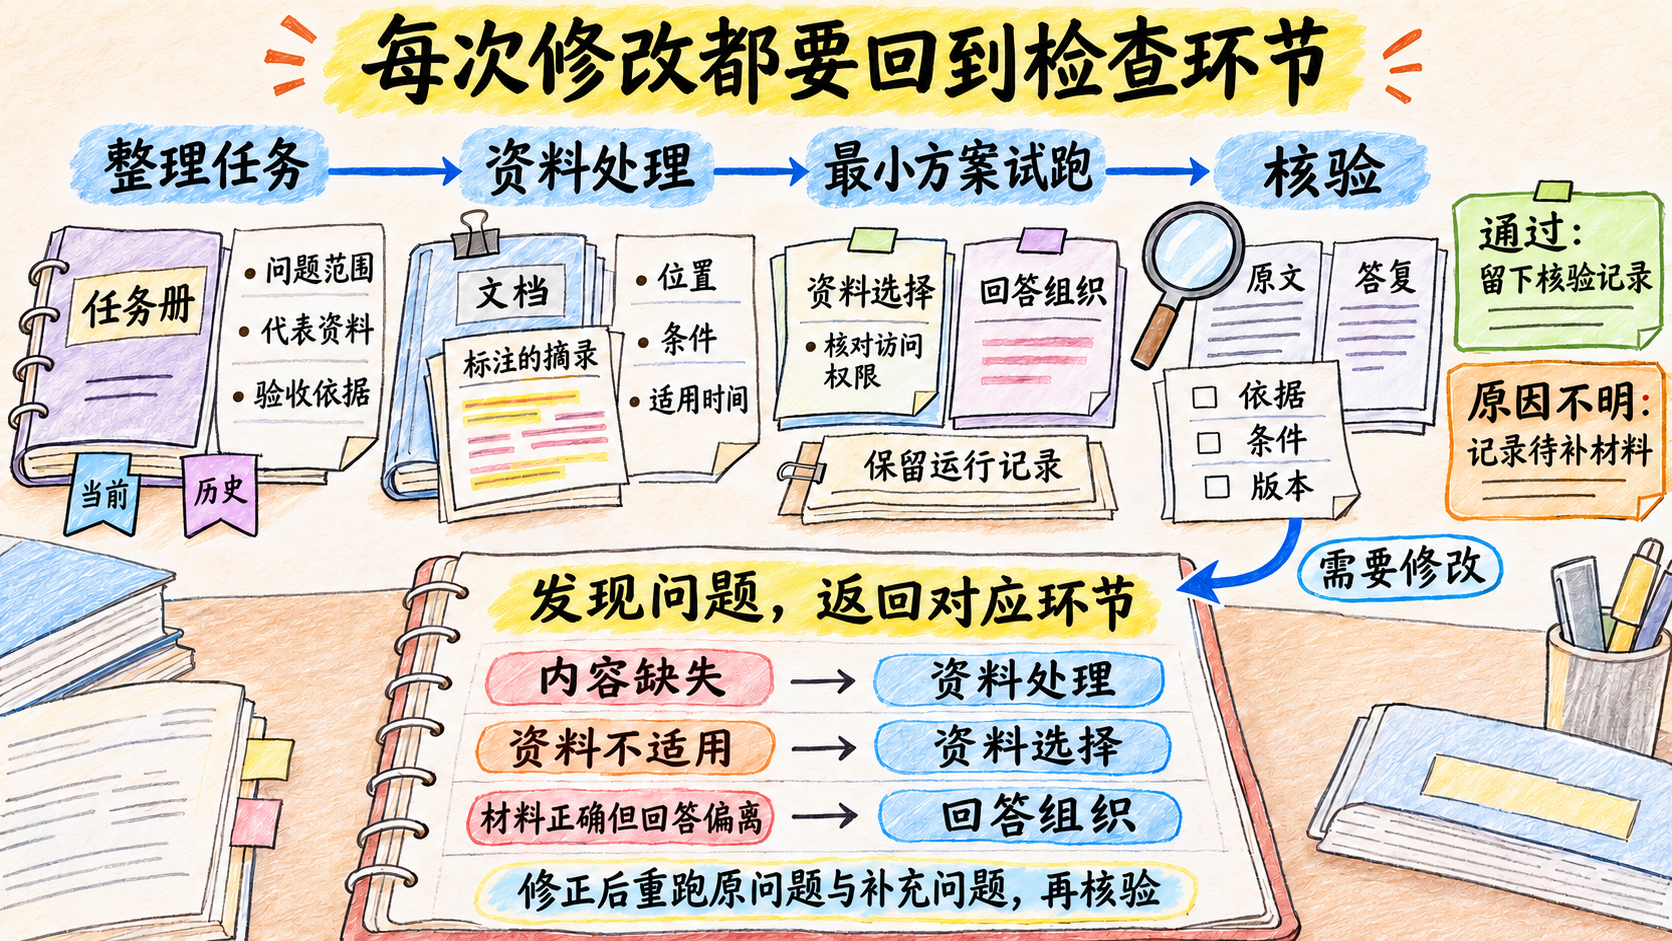 每次修改都要回到检查环节
整理任务
资料处理
最小方案试跑
核验
任务册
问题范围
代表资料
验收依据
当前
历史
文档
标注的摘录
位置
条件
适用时间
资料选择
核对访问
权限
回答组织
保留运行记录
原文
答复
依据
条件
版本
通过：
留下核验记录
原因不明：
记录待补材料
需要修改
发现问题，返回对应环节
内容缺失
资料处理
资料不适用
资料选择
材料正确但回答偏离
回答组织
修正后重跑原问题与补充问题，再核验